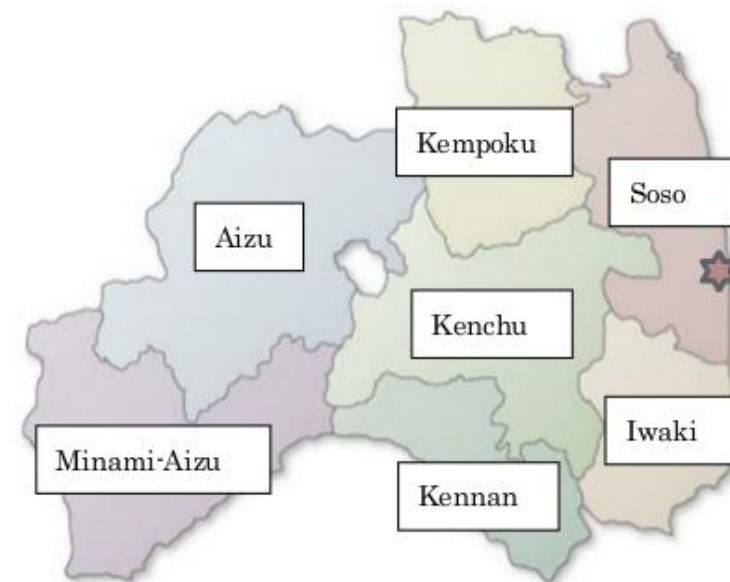 Kempoku
Soso
Aizu
Kenchu
Iwaki
Minami-Aizu
Kennan